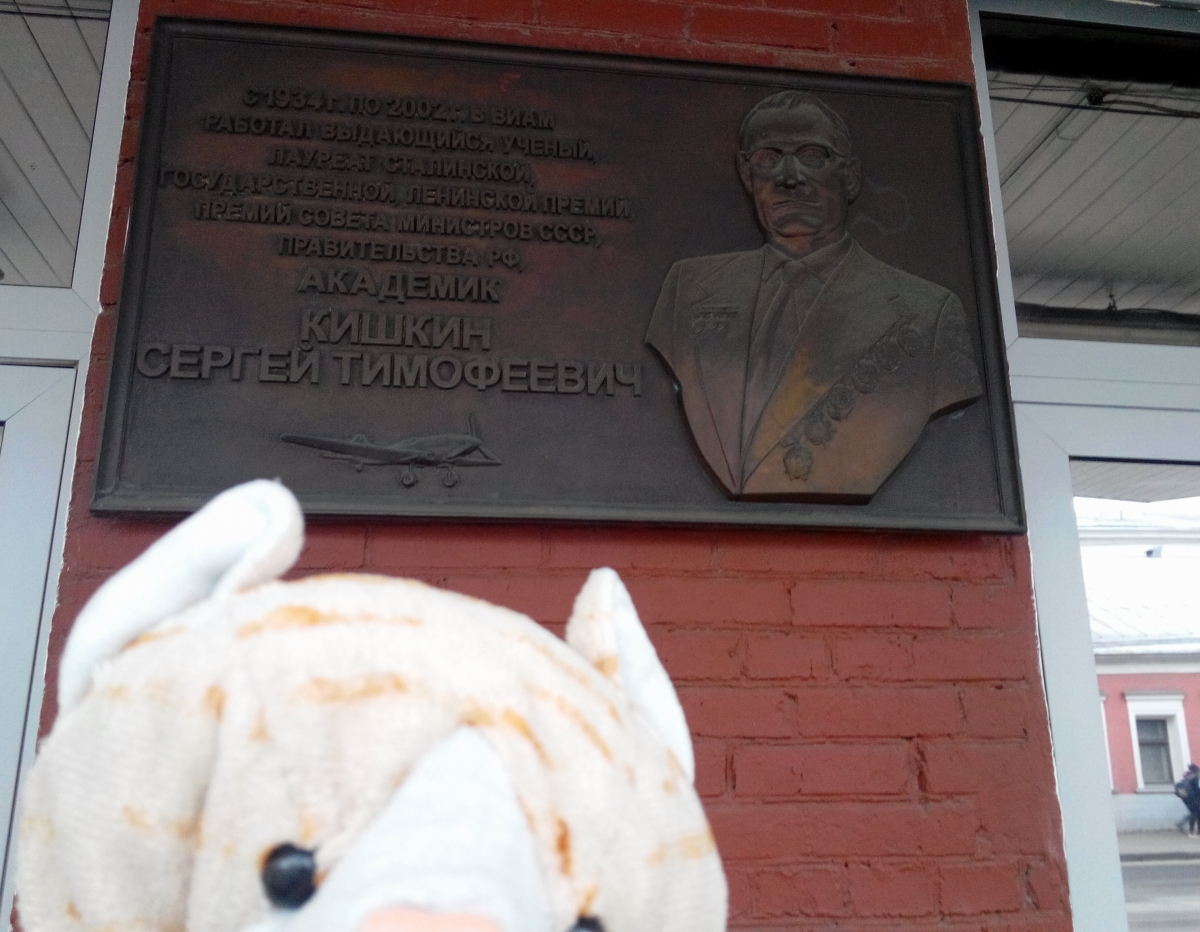 С 1934 Г. ПО 2002 Г. В ВИАМ
РАБОТАЛ ВЫДАЮЩИЙСЯ УЧЕНЫЙ,
ЛАУРЕАТ СТАЛИНСКОЙ,
ГОСУДАРСТВЕННОЙ, ЛЕНИНСКОЙ ПРЕМИЙ,
ПРЕМИЙ СОВЕТА МИНИСТРОВ СССР,
ПРАВИТЕЛЬСТВА РФ,
АКАДЕМИК
КИШКИН
СЕРГЕЙ ТИМОФЕЕВИЧ